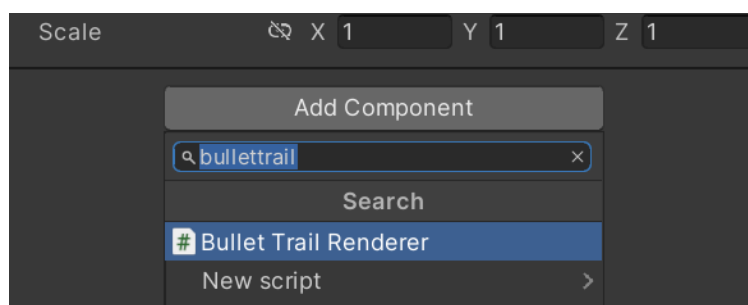 Scale X 1 Y 1 Z 1
Add Component
bullettrail
Search
# Bullet Trail Renderer
New script